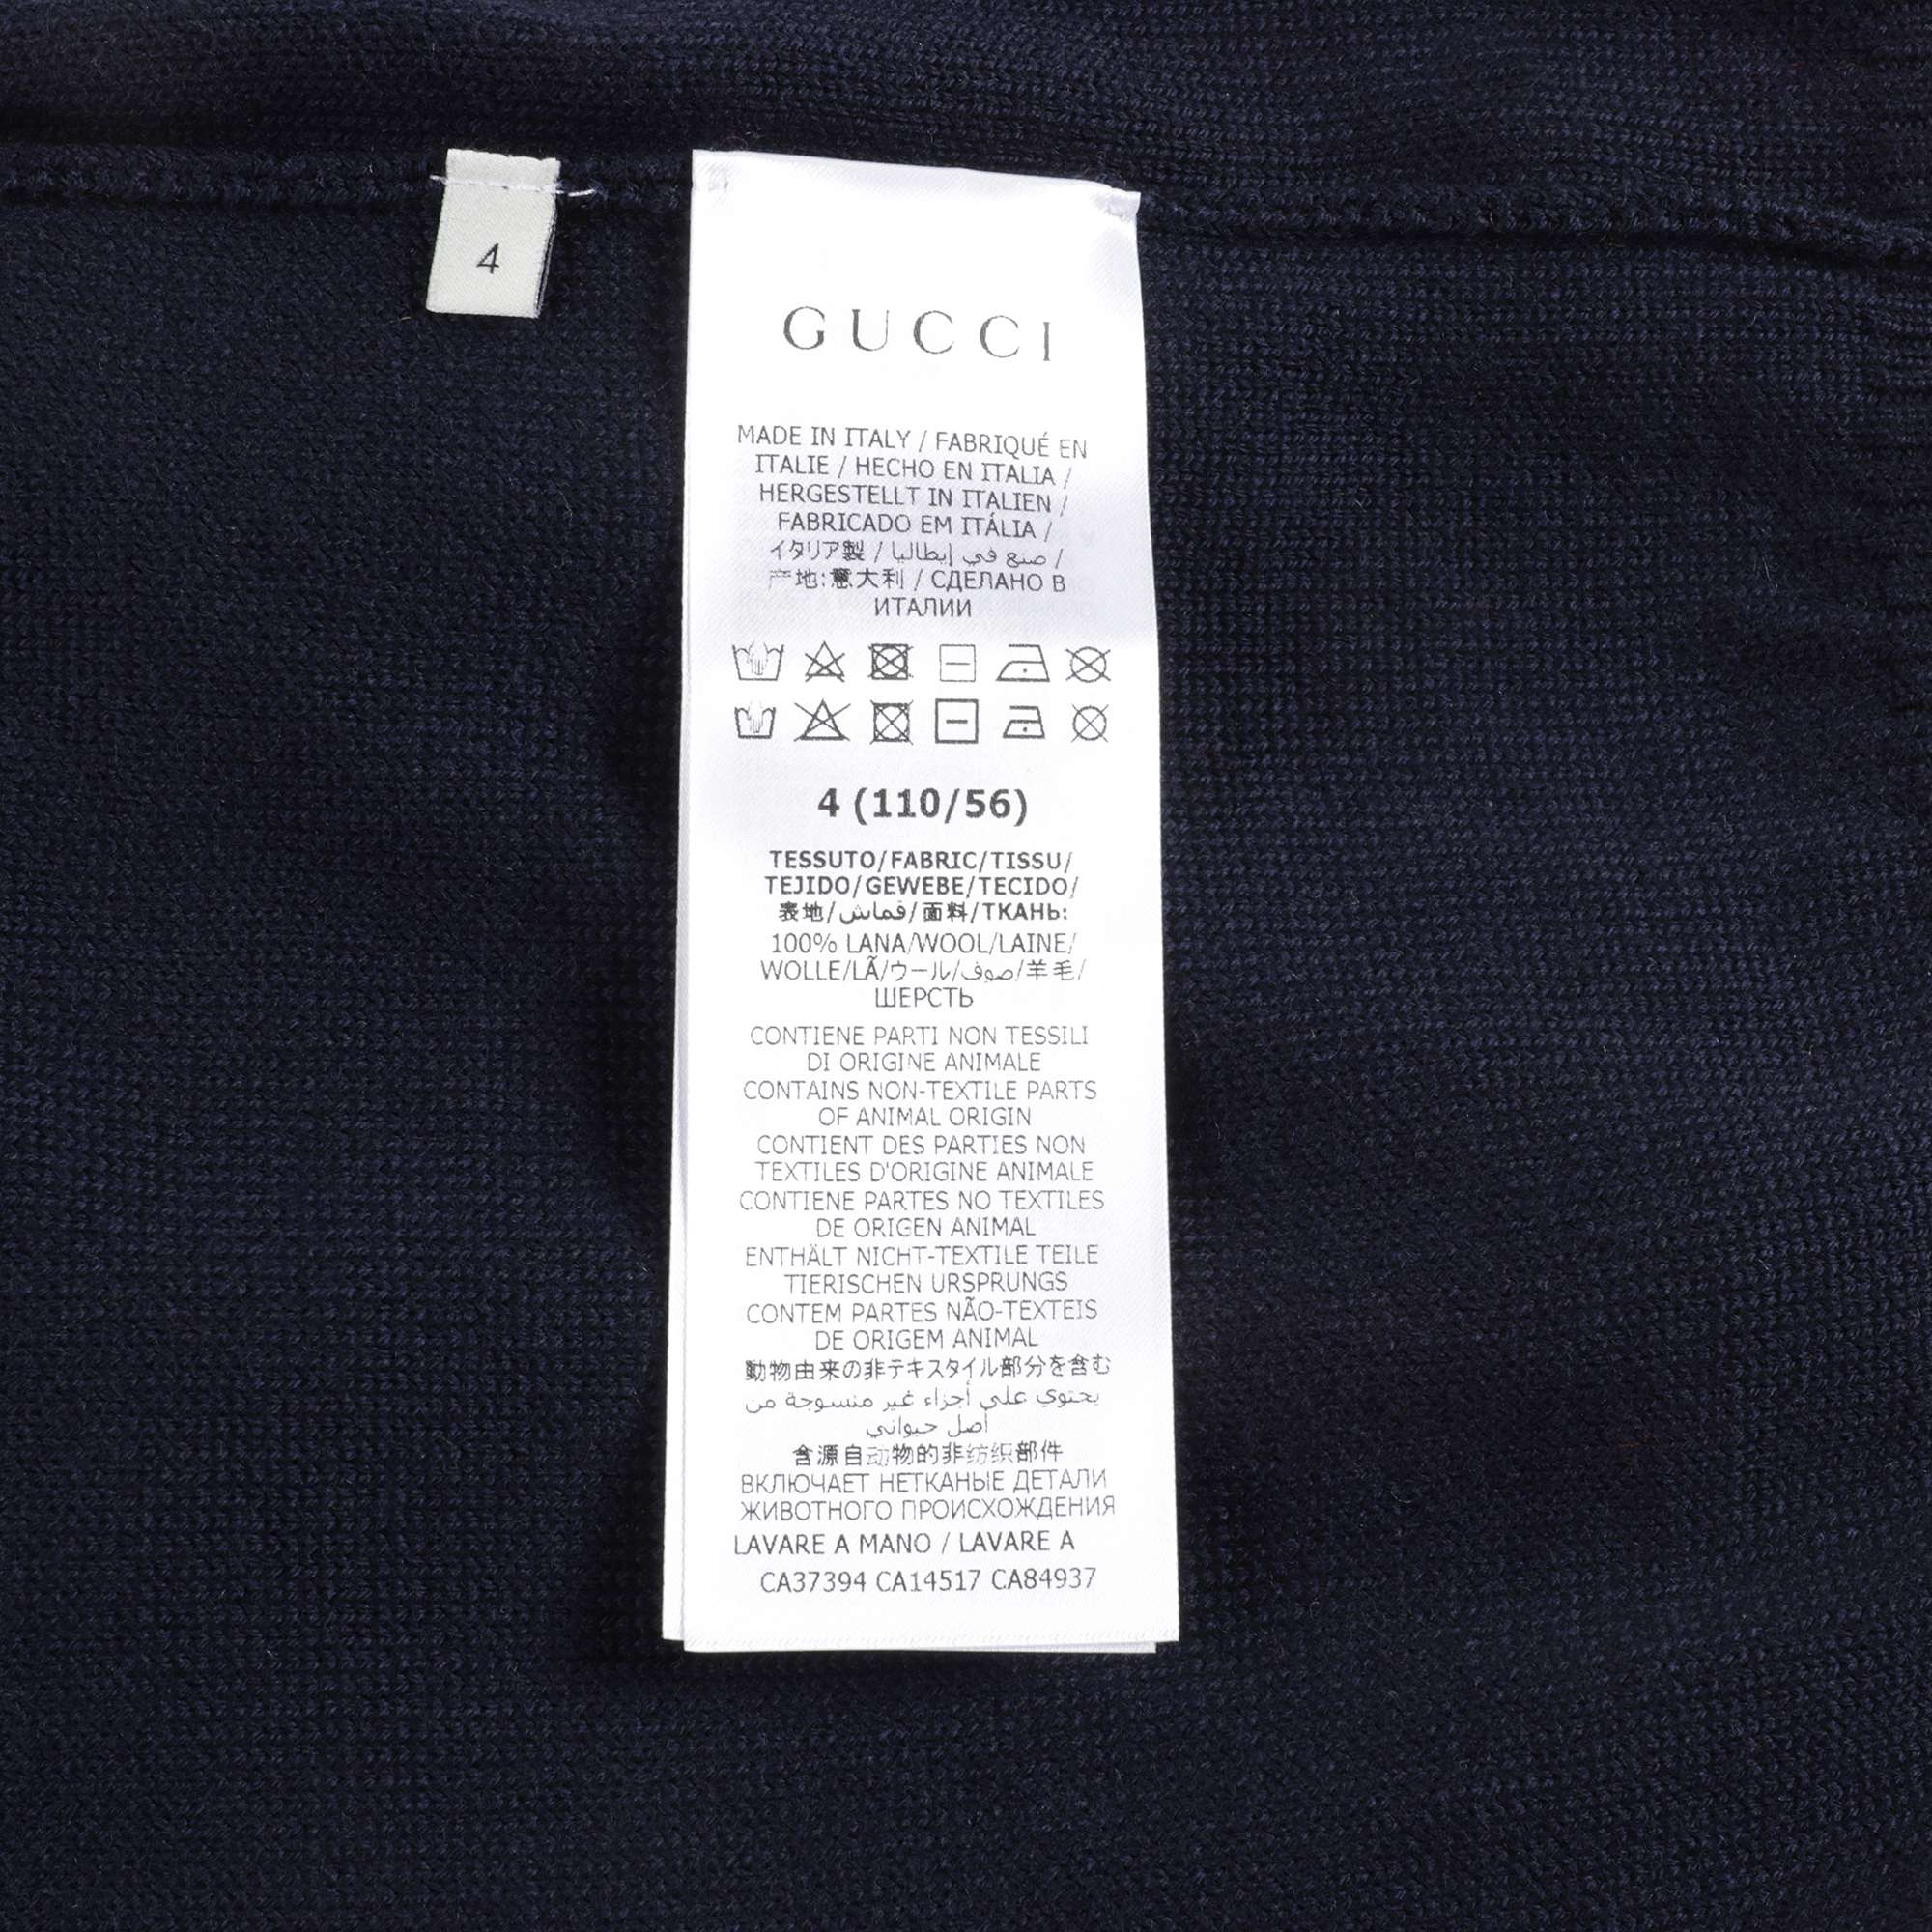 4
GUCCI
MADE IN ITALY / FABRIQUÉ EN
ITALIE / HECHO EN ITALIA /
HERGESTELLT IN ITALIEN /
FABRICADO EM ITÁLIA /
イタリア製 / صنع في إيطاليا /
产地:意大利 / СДЕЛАНО В
ИТАЛИИ
4 (110/56)
TESSUTO/FABRIC/TISSU/
TEJIDO/GEWEBE/TECIDO/
表地/قماش/面料/ТКАНЬ:
100% LANA/WOOL/LAINE/
WOLLE/LÃ/ウール/صوف/羊毛/
ШЕРСТЬ
CONTIENE PARTI NON TESSILI
DI ORIGINE ANIMALE
CONTAINS NON-TEXTILE PARTS
OF ANIMAL ORIGIN
CONTIENT DES PARTIES NON
TEXTILES D'ORIGINE ANIMALE
CONTIENE PARTES NO TEXTILES
DE ORIGEN ANIMAL
ENTHÄLT NICHT-TEXTILE TEILE
TIERISCHEN URSPRUNGS
CONTEM PARTES NÃO-TEXTEIS
DE ORIGEM ANIMAL
動物由来の非テキスタイル部分を含む
يحتوي على أجزاء غير منسوجة من
أصل حيواني
含源自动物的非纺织部件
ВКЛЮЧАЕТ НЕТКАНЫЕ ДЕТАЛИ
ЖИВОТНОГО ПРОИСХОЖДЕНИЯ
LAVARE A MANO / LAVARE A
CA37394 CA14517 CA84937